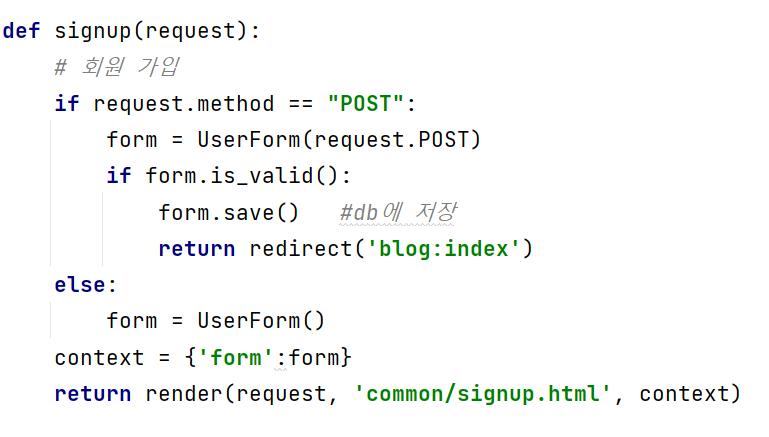 def signup(request):
    # 회원 가입
    if request.method == "POST":
        form = UserForm(request.POST)
        if form.is_valid():
            form.save()   #db에 저장
            return redirect('blog:index')
    else:
        form = UserForm()
    context = {'form':form}
    return render(request, 'common/signup.html', context)